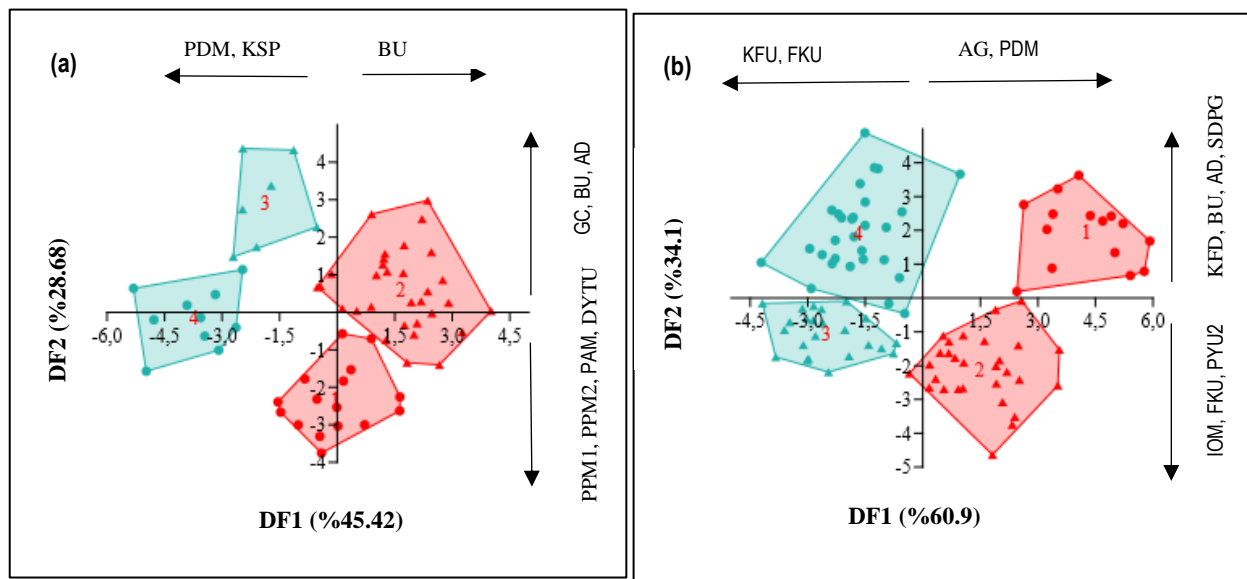 (a)
PDM, KSP
BU
4
3
2
1
-1
-2
-3
-4
-6,0
-4,5
-3,0
-1,5
1,5
3,0
4,5
3
2
4
DF2 (%28.68)
DF1 (%45.42)
GC, BU, AD
PPM1, PPM2, PAM, DYTU
(b)
KFU, FKU
AG, PDM
4
3
2
1
-1
-2
-3
-4
-5
-4,5
-3,0
-1,5
1,5
3,0
4,5
6,0
4
1
3
2
DF2 (%34.1)
DF1 (%60.9)
KFD, BU, AD, SDPG
IOM, FKU, PYU2